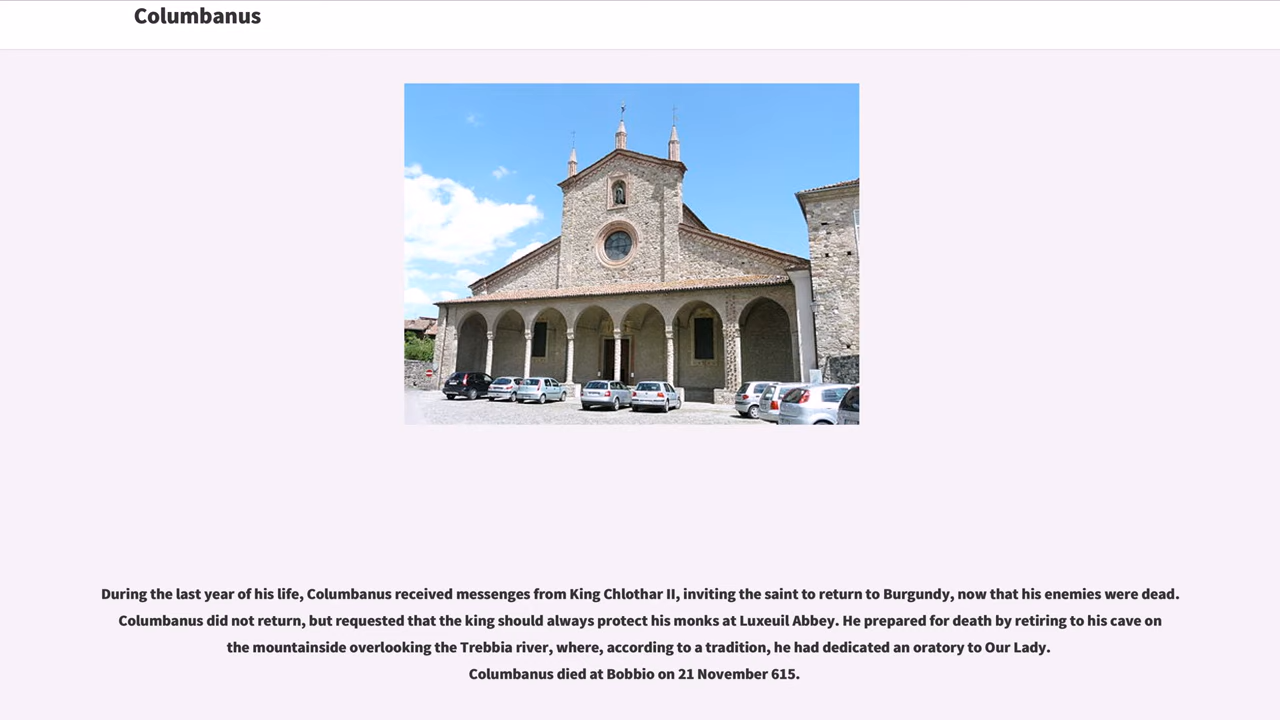 Columbanus
During the last year of his life, Columbanus received messenges from King Chlothar II, inviting the saint to return to Burgundy, now that his enemies were dead.
Columbanus did not return, but requested that the king should always protect his monks at Luxeuil Abbey. He prepared for death by retiring to his cave on
the mountainside overlooking the Trebbia river, where, according to a tradition, he had dedicated an oratory to Our Lady.
Columbanus died at Bobbio on 21 November 615.